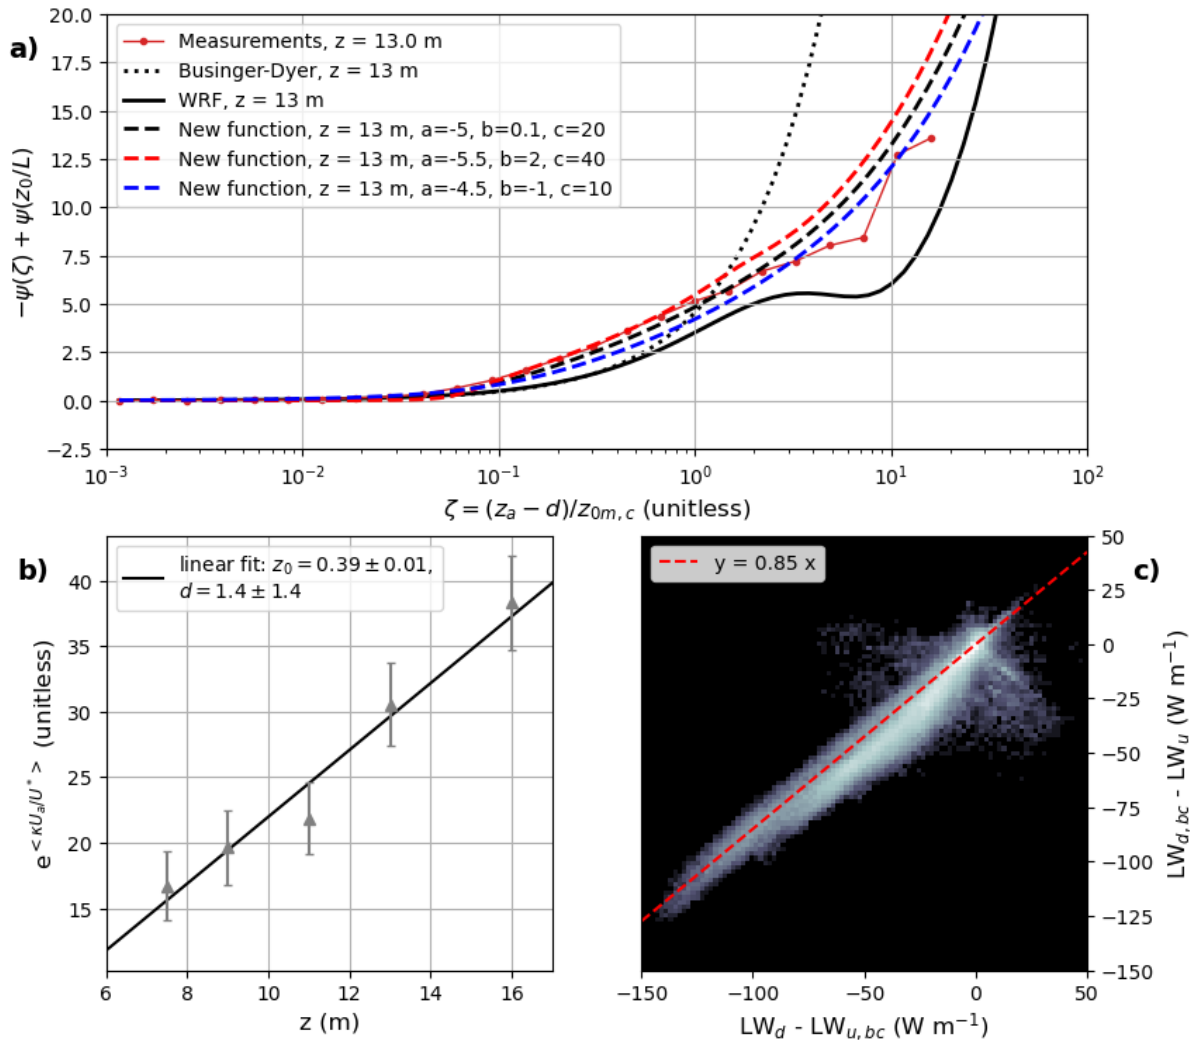 a)
20.0
17.5
15.0
12.5
10.0
7.5
5.0
2.5
0.0
−2.5
−ψ(ζ) + ψ(z₀/L)
Measurements, z = 13.0 m
Businger-Dyer, z = 13 m
WRF, z = 13 m
New function, z = 13 m, a=-5, b=0.1, c=20
New function, z = 13 m, a=-5.5, b=2, c=40
New function, z = 13 m, a=-4.5, b=-1, c=10
10⁻³ 10⁻² 10⁻¹ 10⁰ 10¹ 10²
ζ = (zₐ − d)/z₀ₘ,c (unitless)
b)
linear fit: z₀ = 0.39 ± 0.01,
d = 1.4 ± 1.4
40
35
30
25
20
15
e^{<κUₐ/U*>} (unitless)
6 8 10 12 14 16
z (m)
c)
y = 0.85 x
50
25
0
−25
−50
−75
−100
−125
−150
LW_{d,bc} - LW_u (W m⁻¹)
−150 −100 −50 0 50
LW_d - LW_{u,bc} (W m⁻¹)